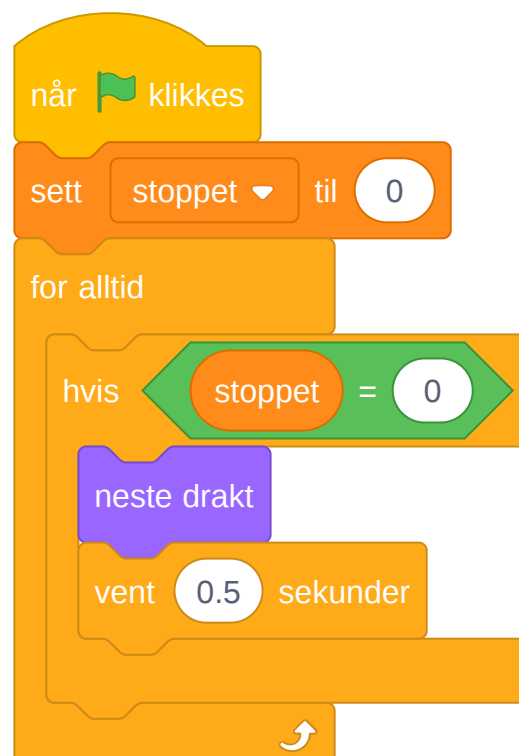 når klikkes
sett stoppet til 0
for alltid
hvis stoppet = 0
neste drakt
vent 0.5 sekunder